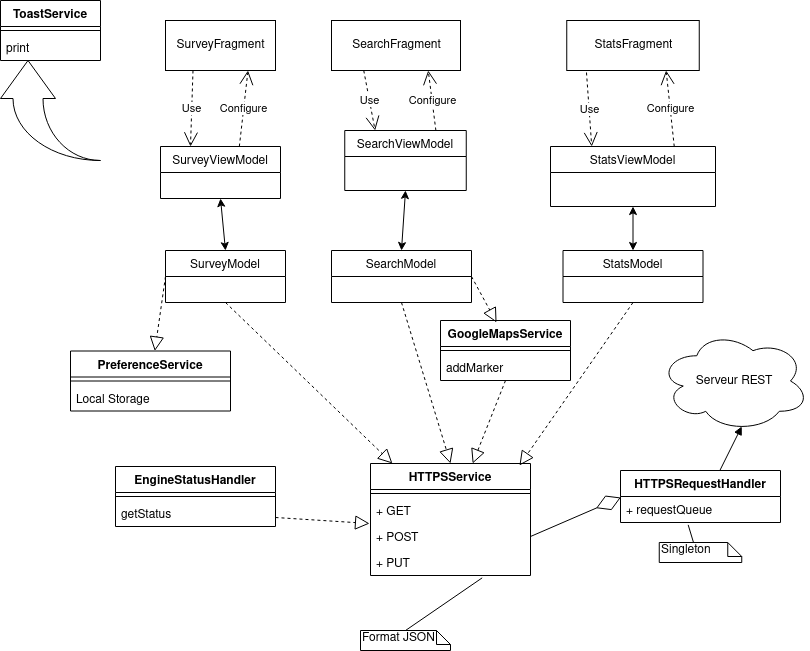 ToastService
print
SurveyFragment
SearchFragment
StatsFragment
Use
Configure
Use
Configure
Use
Configure
SurveyViewModel
SearchViewModel
StatsViewModel
SurveyModel
SearchModel
StatsModel
GoogleMapsService
addMarker
PreferenceService
Local Storage
Serveur REST
EngineStatusHandler
getStatus
HTTPSService
+ GET
+ POST
+ PUT
HTTPSRequestHandler
+ requestQueue
Singleton
Format JSON